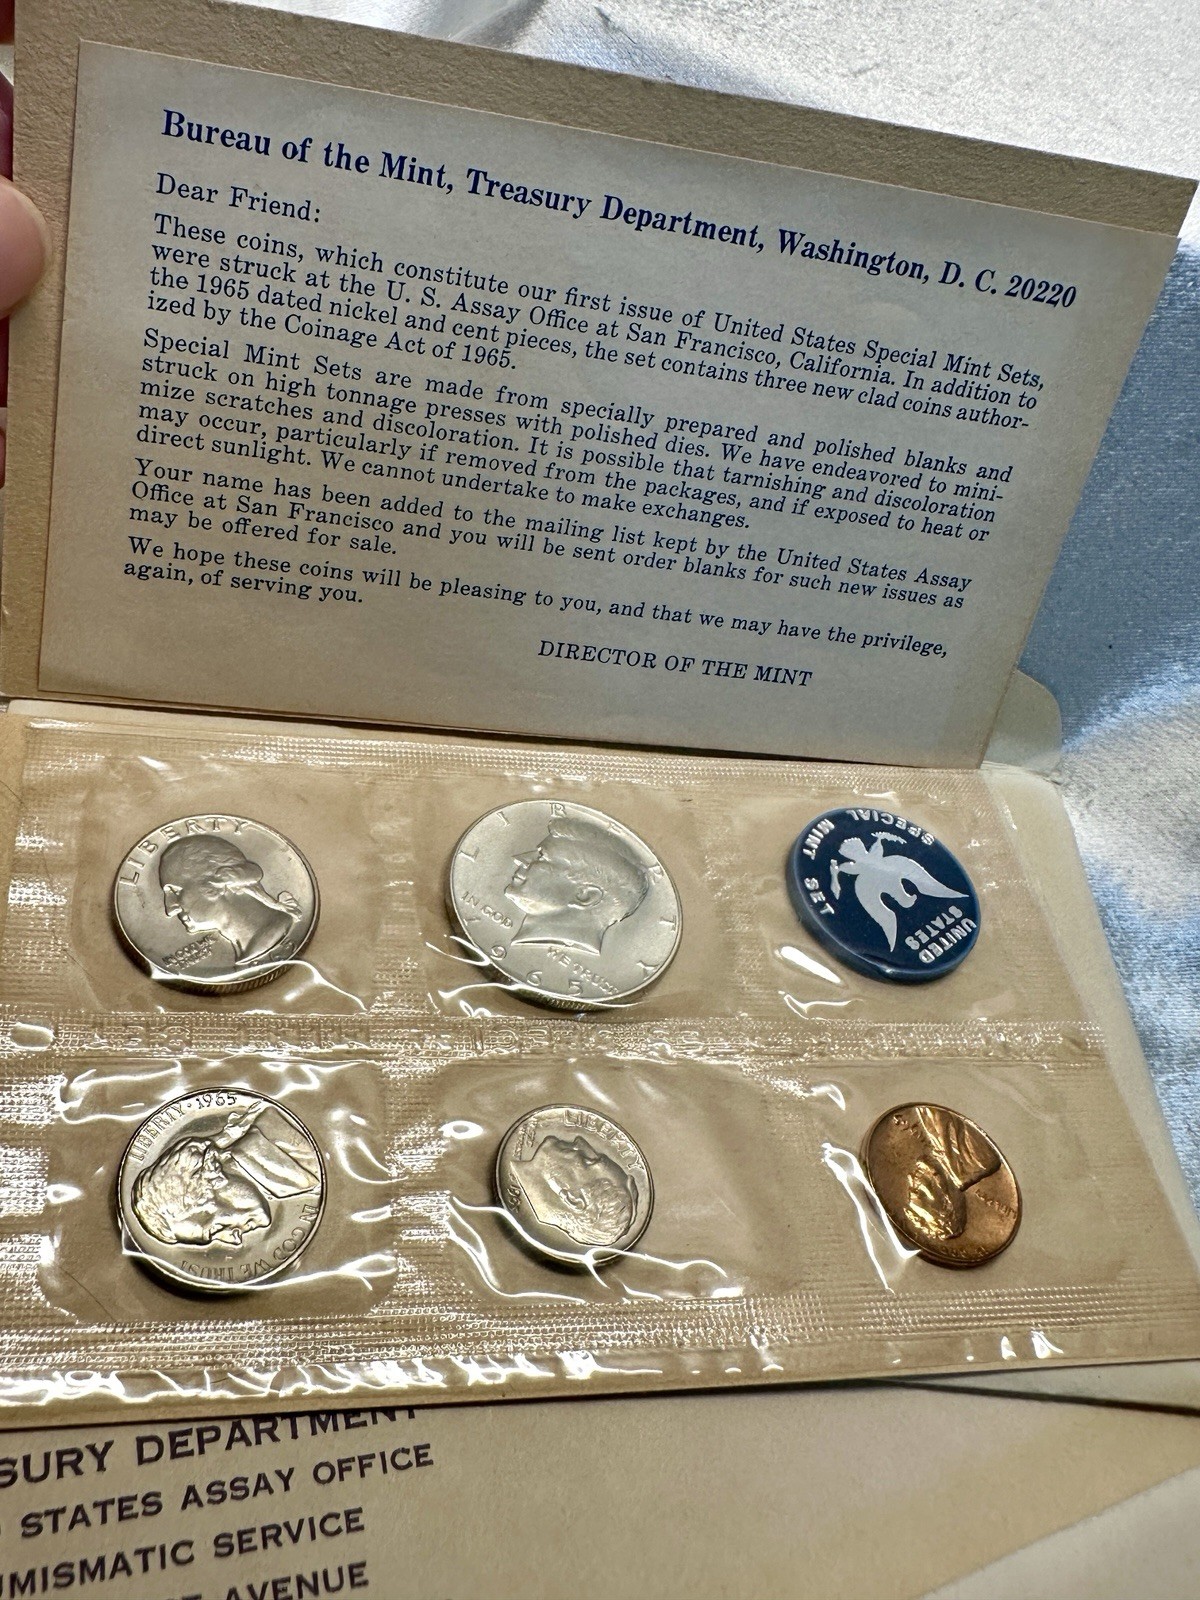 Bureau of the Mint, Treasury Department, Washington, D. C. 20220
Dear Friend:
These coins, which constitute our first issue of United States Special Mint Sets,
were struck at the U. S. Assay Office at San Francisco, California. In addition to
the 1965 dated nickel and cent pieces, the set contains three new clad coins author-
ized by the Coinage Act of 1965.
Special Mint Sets are made from specially prepared and polished blanks and
struck on high tonnage presses with polished dies. We have endeavored to mini-
mize scratches and discoloration. It is possible that tarnishing and discoloration
may occur, particularly if removed from the packages, and if exposed to heat or
direct sunlight. We cannot undertake to make exchanges.
Your name has been added to the mailing list kept by the United States Assay
Office at San Francisco and you will be sent order blanks for such new issues as
may be offered for sale.
We hope these coins will be pleasing to you, and that we may have the privilege,
again, of serving you.
DIRECTOR OF THE MINT
LIBERTY
LIBERTY
IN GOD
WE TRUST
1965
SPECIAL MINT SET
UNITED
STATES
LIBERTY · 1965
IN GOD WE TRUST
LIBERTY
SURY DEPARTMENT
STATES ASSAY OFFICE
UMISMATIC SERVICE
AVENUE